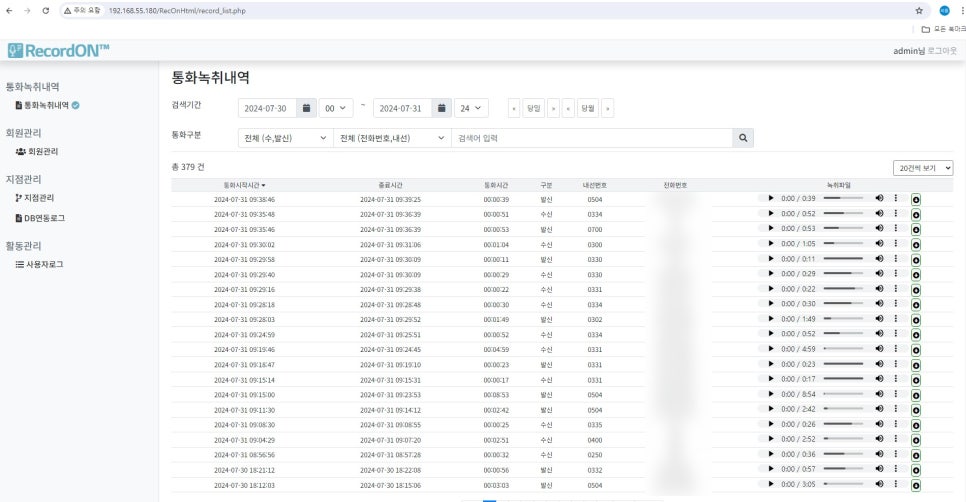 주의 요함 192.168.55.180/RecOnHtml/record_list.php
모든 북마크
RecordON™
admin님 로그아웃
통화녹취내역
통화녹취내역
회원관리
회원관리
지점관리
지점관리
DB연동로그
활동관리
사용자로그
통화녹취내역
검색기간 2024-07-30 00 ~ 2024-07-31 24 < 당일 > < 당월 >
통화구분 전체 (수,발신) 전체 (전화번호,내선) 검색어 입력
총 379 건 20건씩 보기
통화시작시간 종료시간 통화시간 구분 내선번호 전화번호 녹취파일
2024-07-31 09:38:46 2024-07-31 09:39:25 00:00:39 발신 0504 0:00 / 0:39
2024-07-31 09:35:48 2024-07-31 09:36:39 00:00:51 수신 0334 0:00 / 0:52
2024-07-31 09:35:46 2024-07-31 09:36:39 00:00:53 발신 0700 0:00 / 0:53
2024-07-31 09:30:02 2024-07-31 09:31:06 00:01:04 수신 0300 0:00 / 1:05
2024-07-31 09:29:58 2024-07-31 09:30:09 00:00:11 발신 0330 0:00 / 0:11
2024-07-31 09:29:40 2024-07-31 09:30:09 00:00:29 수신 0330 0:00 / 0:29
2024-07-31 09:29:16 2024-07-31 09:29:38 00:00:22 발신 0331 0:00 / 0:22
2024-07-31 09:28:18 2024-07-31 09:28:48 00:00:30 수신 0334 0:00 / 0:30
2024-07-31 09:28:03 2024-07-31 09:29:52 00:01:49 발신 0302 0:00 / 1:49
2024-07-31 09:24:59 2024-07-31 09:25:51 00:00:52 수신 0334 0:00 / 0:52
2024-07-31 09:19:46 2024-07-31 09:24:45 00:04:59 수신 0331 0:00 / 4:59
2024-07-31 09:18:47 2024-07-31 09:19:10 00:00:23 발신 0331 0:00 / 0:23
2024-07-31 09:15:14 2024-07-31 09:15:31 00:00:17 수신 0331 0:00 / 0:17
2024-07-31 09:15:00 2024-07-31 09:23:53 00:08:53 발신 0504 0:00 / 8:54
2024-07-31 09:11:30 2024-07-31 09:14:12 00:02:42 발신 0504 0:00 / 2:42
2024-07-31 09:08:30 2024-07-31 09:08:55 00:00:25 수신 0335 0:00 / 0:26
2024-07-31 09:04:29 2024-07-31 09:07:20 00:02:51 수신 0400 0:00 / 2:52
2024-07-31 08:56:56 2024-07-31 08:57:28 00:00:32 수신 0250 0:00 / 0:36
2024-07-30 18:21:12 2024-07-30 18:22:08 00:00:56 발신 0332 0:00 / 0:57
2024-07-30 18:12:03 2024-07-30 18:15:06 00:03:03 발신 0504 0:00 / 3:05